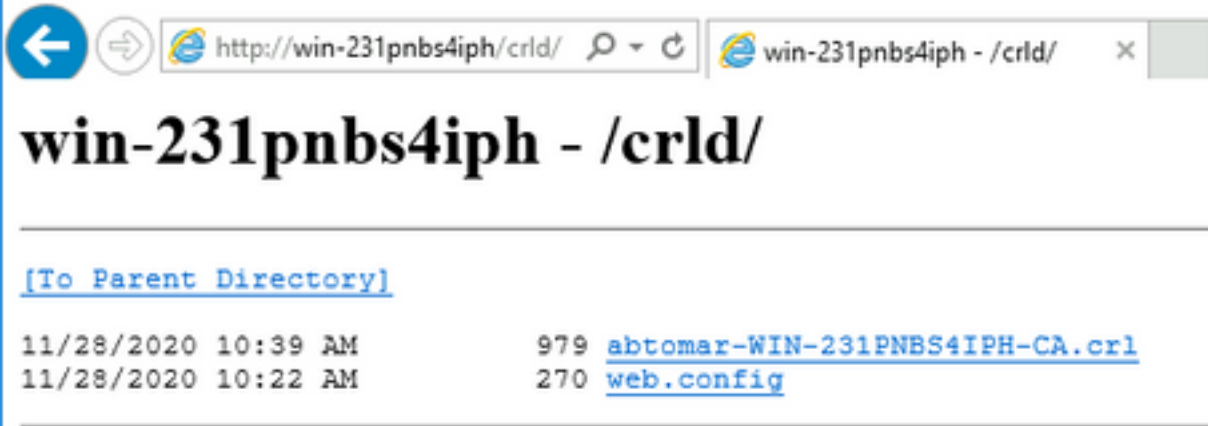 http://win-231pnbs4iph/crld/
win-231pnbs4iph - /crld/
win-231pnbs4iph - /crld/
[To Parent Directory]
11/28/2020 10:39 AM 979 abtomar-WIN-231PNBS4IPH-CA.crl
11/28/2020 10:22 AM 270 web.config